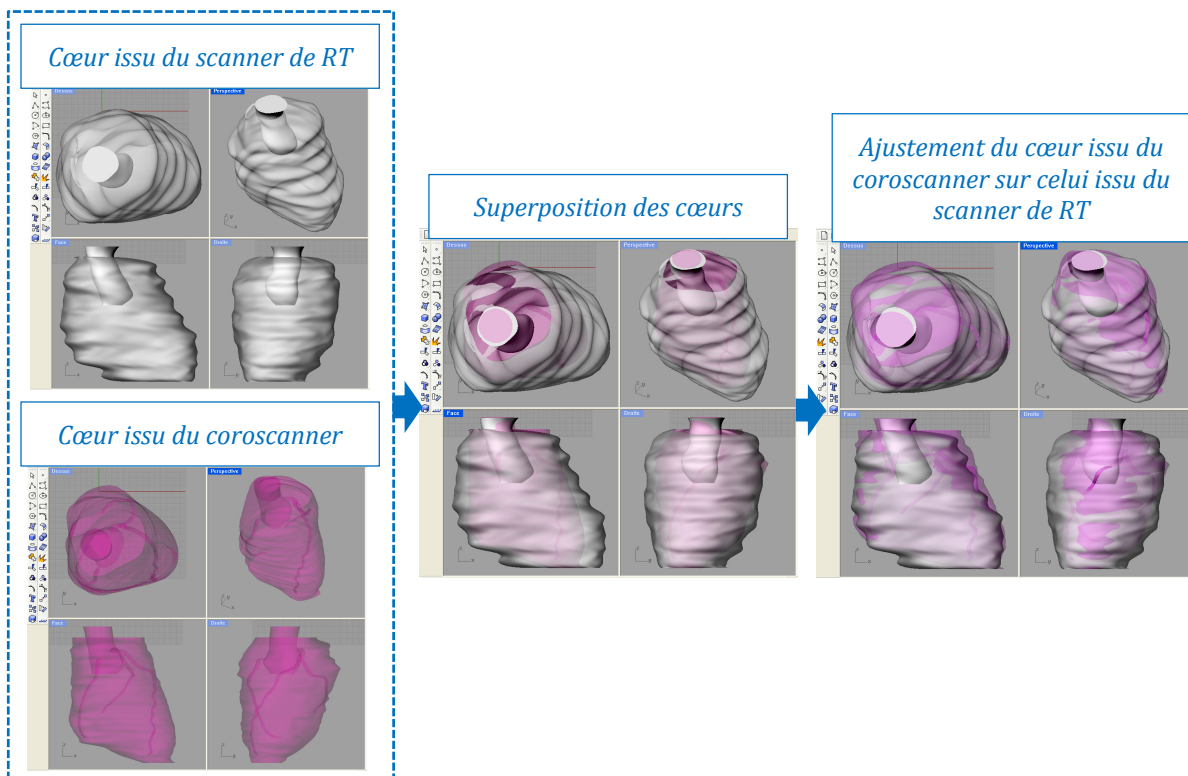 Cœur issu du scanner de RT
Dessus
Perspective
Face
Droite
Cœur issu du coroscanner
Dessus
Perspective
Face
Droite
Superposition des cœurs
Dessus
Perspective
Face
Droite
Ajustement du cœur issu du
coroscanner sur celui issu du
scanner de RT
Dessus
Perspective
Face
Droite